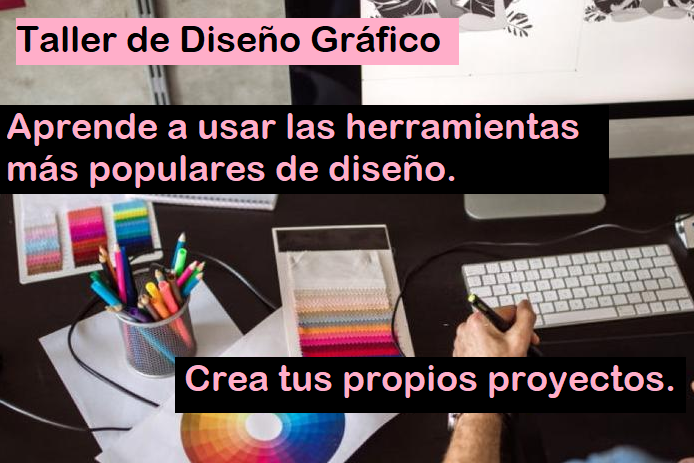 Taller de Diseño Gráfico
Aprende a usar las herramientas
más populares de diseño.
Crea tus propios proyectos.